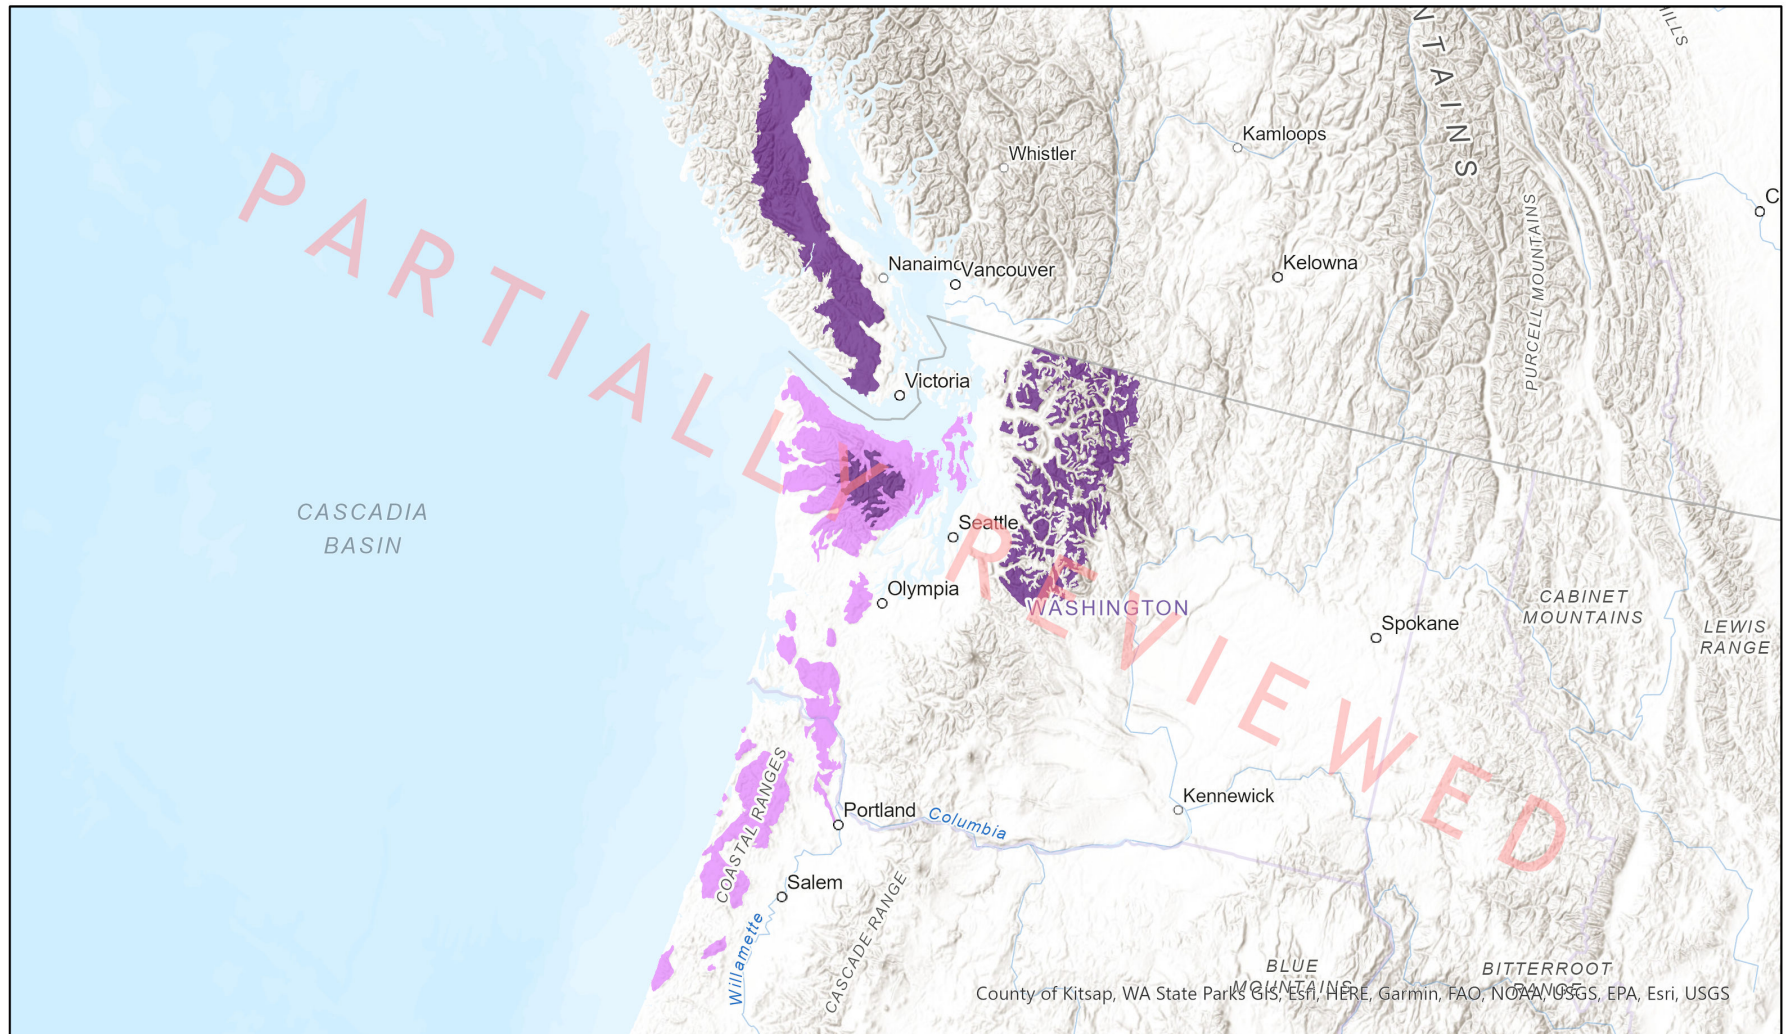 NTAINS
ILLS
Kamloops
Whistler
C
PURCELL MOUNTAINS
Nanaimo
Vancouver
Kelowna
Victoria
PARTIALLY REVIEWED
CASCADIA
BASIN
Seattle
Olympia
WASHINGTON
CABINET
MOUNTAINS
Spokane
LEWIS
RANGE
COASTAL RANGES
Portland
Columbia
Kennewick
Salem
Willamette
CASCADE RANGE
BLUE
MOUNTAINS
BITTERROOT
RANGE
County of Kitsap, WA State Parks GIS, Esri, HERE, Garmin, FAO, NOAA, USGS, EPA, Esri, USGS